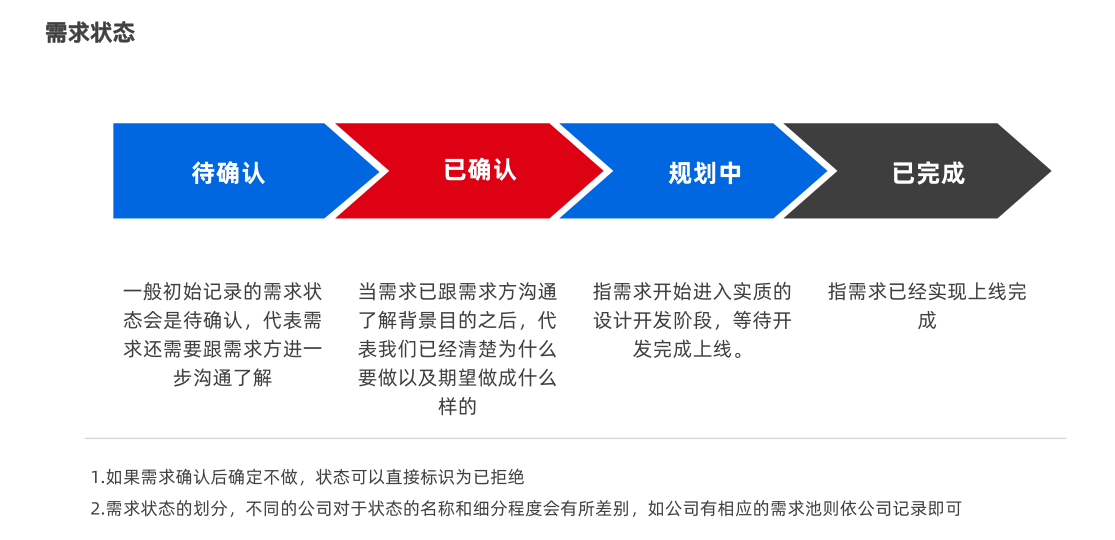 需求状态
待确认
已确认
规划中
已完成
一般初始记录的需求状
态会是待确认，代表需
求还需要跟需求方进一
步沟通了解
当需求已跟需求方沟通
了解背景目的之后，代
表我们已经清楚为什么
要做以及期望做成什么
样的
指需求开始进入实质的
设计开发阶段，等待开
发完成上线。
指需求已经实现上线完
成
1.如果需求确认后确定不做，状态可以直接标识为已拒绝
2.需求状态的划分，不同的公司对于状态的名称和细分程度会有所差别，如公司有相应的需求池则依公司记录即可